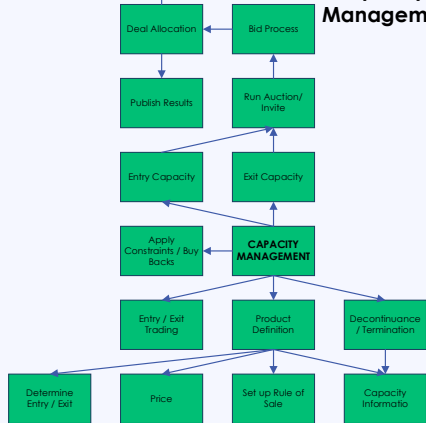 Managem
Deal Allocation
Bid Process
Publish Results
Run Auction/
Invite
Entry Capacity
Exit Capacity
Apply
Constraints / Buy
Backs
CAPACITY
MANAGEMENT
Entry / Exit
Trading
Product
Definition
Decontinuance
/ Termination
Determine
Entry / Exit
Price
Set up Rule of
Sale
Capacity
Informatio